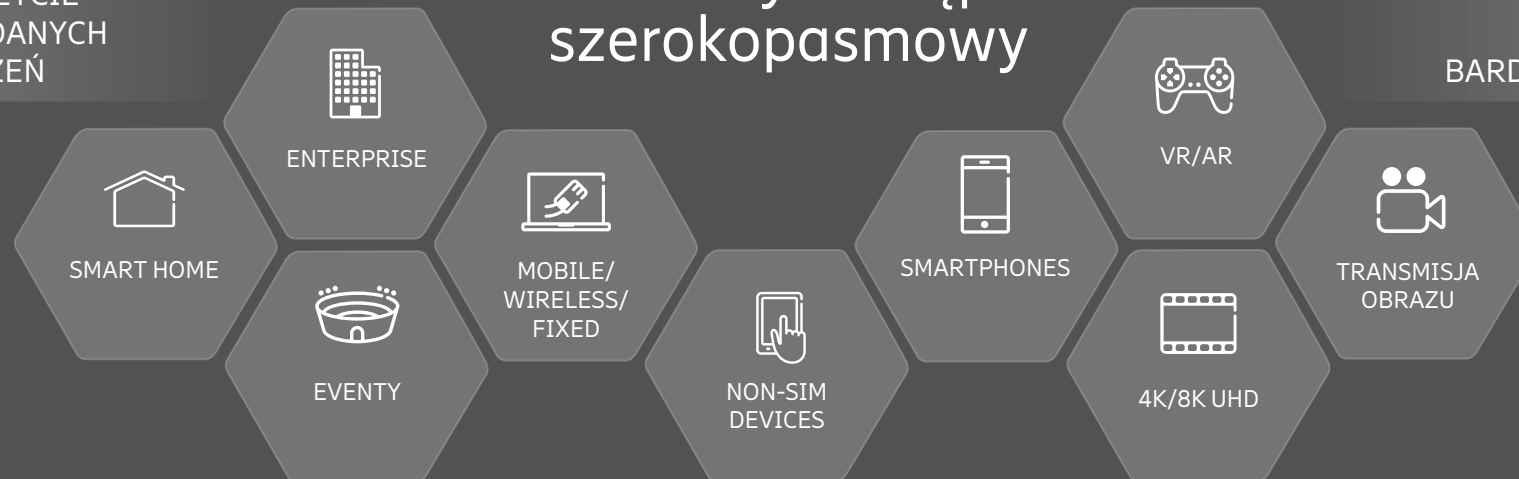 DANYCH
szerokopasmowy
ENTERPRISE
VR/AR
SMART HOME
MOBILE/
WIRELESS/
FIXED
SMARTPHONES
TRANSMISJA
OBRAZU
EVENTY
NON-SIM
DEVICES
4K/8K UHD